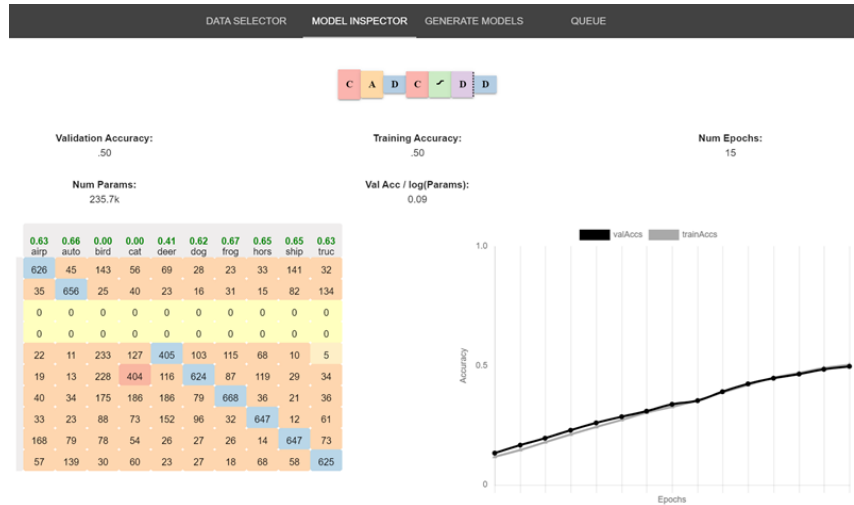 DATA SELECTOR MODEL INSPECTOR GENERATE MODELS QUEUE
C A D C D D
Validation Accuracy: Training Accuracy: Num Epochs:
.50 .50 15
Num Params: Val Acc / log(Params):
235.7k 0.09
0.63 0.66 0.00 0.00 0.41 0.62 0.67 0.65 0.65 0.63
airp auto bird cat deer dog frog hors ship truc
626 45 143 56 69 28 23 33 141 32
35 656 25 40 23 16 31 15 82 134
0 0 0 0 0 0 0 0 0 0
0 0 0 0 0 0 0 0 0 0
22 11 233 127 405 103 115 68 10 5
19 13 228 404 116 624 87 119 29 34
40 34 175 186 186 79 668 36 21 36
33 23 88 73 152 96 32 647 12 61
168 79 78 54 26 27 26 14 647 73
57 139 30 60 23 27 18 68 58 625
valAccs trainAccs
1.0
0.5
0
Accuracy
Epochs